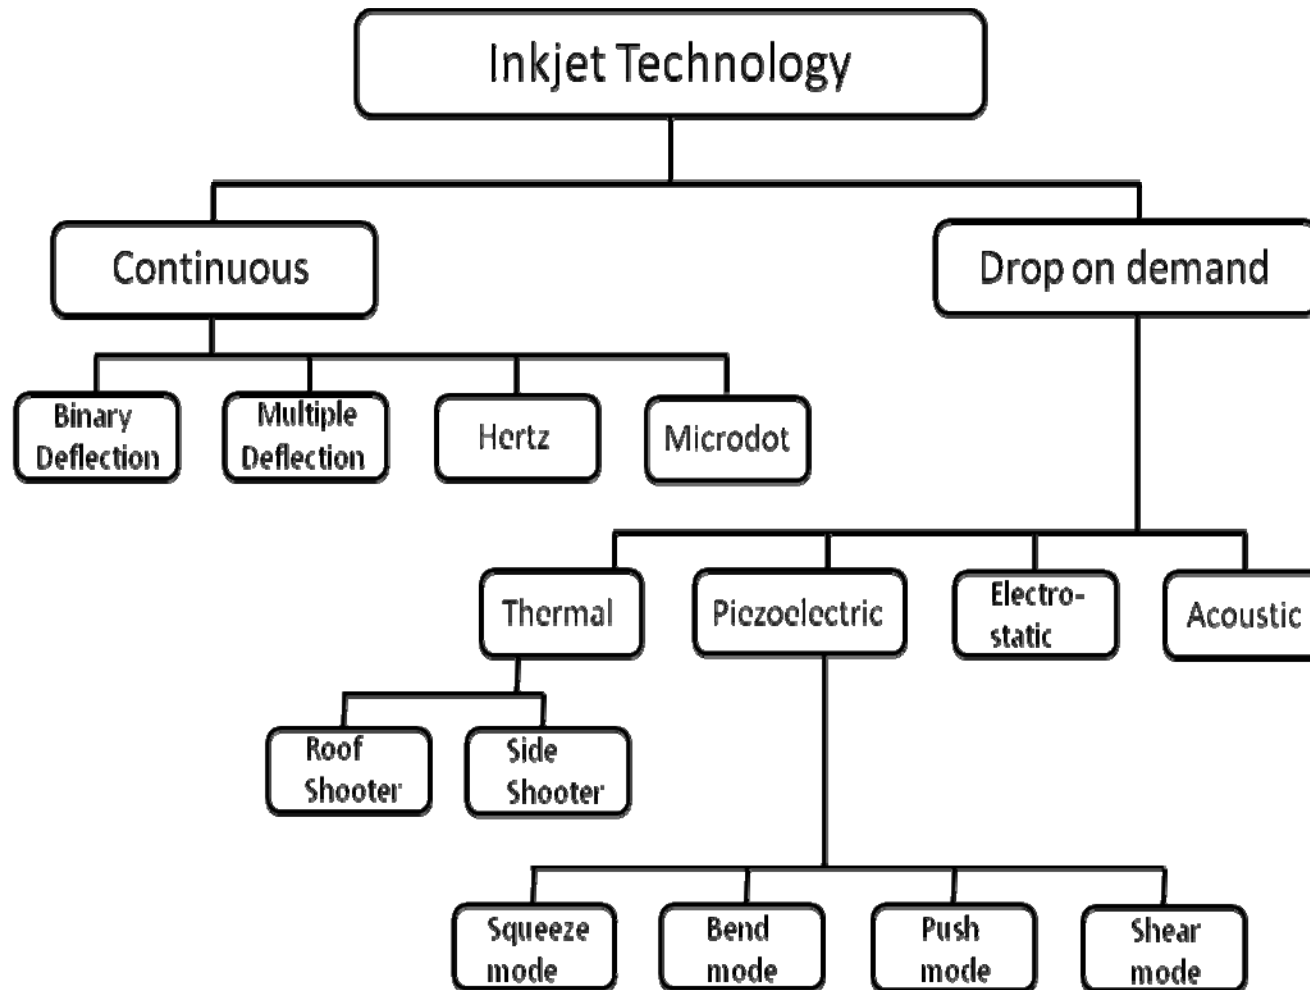 Inkjet Technology
Continuous
Drop on demand
Binary
Deflection
Multiple
Deflection
Hertz
Microdot
Thermal
Piezoelectric
Electro-
static
Acoustic
Roof
Shooter
Side
Shooter
Squeeze
mode
Bend
mode
Push
mode
Shear
mode